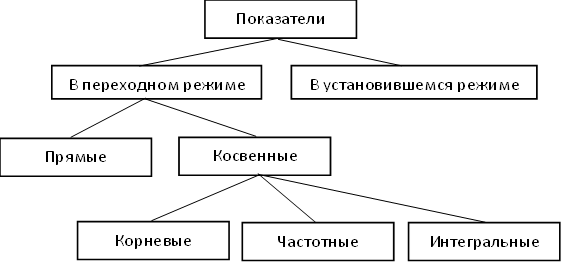 Показатели
В переходном режиме
В установившемся режиме
Прямые
Косвенные
Корневые
Частотные
Интегральные